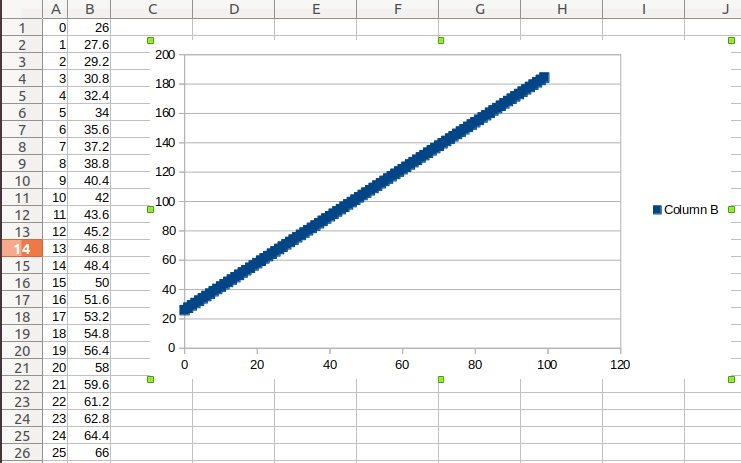 A B C D E F G H I J
1 0 26
2 1 27.6
3 2 29.2
4 3 30.8
5 4 32.4
6 5 34
7 6 35.6
8 7 37.2
9 8 38.8
10 9 40.4
11 10 42
12 11 43.6
13 12 45.2
14 13 46.8
15 14 48.4
16 15 50
17 16 51.6
18 17 53.2
19 18 54.8
20 19 56.4
21 20 58
22 21 59.6
23 22 61.2
24 23 62.8
25 24 64.4
26 25 66
200
180
160
140
120
100
80
60
40
20
0
0 20 40 60 80 100 120
Column B